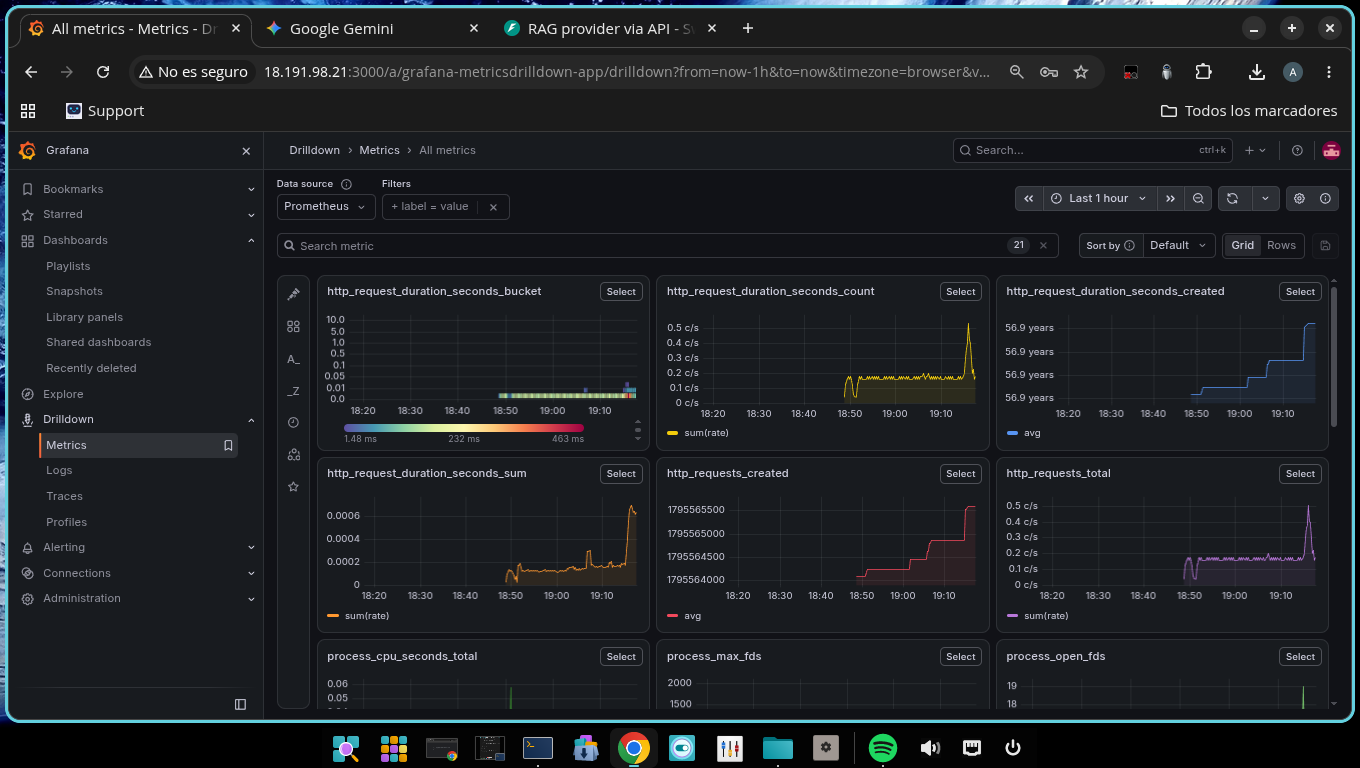 All metrics - Metrics - Dr
Google Gemini
RAG provider via API - Sv
No es seguro
18.191.98.21:3000/a/grafana-metricsdrilldown-app/drilldown?from=now-1h&to=now&timezone=browser&v...
A
Support
Todos los marcadores
Grafana
Drilldown › Metrics › All metrics
Search...
ctrl+k
Bookmarks
Starred
Dashboards
Playlists
Snapshots
Library panels
Shared dashboards
Recently deleted
Explore
Drilldown
Metrics
Logs
Traces
Profiles
Alerting
Connections
Administration
Data source
Filters
Prometheus
+ label = value
Last 1 hour
Search metric
21
Sort by
Default
Grid
Rows
A_
_Z
http_request_duration_seconds_bucket
Select
10.0
5.0
1.0
0.5
0.1
0.05
0.01
0.0
18:20 18:30 18:40 18:50 19:00 19:10
1.48 ms 232 ms 463 ms
http_request_duration_seconds_count
Select
0.5 c/s
0.4 c/s
0.3 c/s
0.2 c/s
0.1 c/s
0 c/s
18:20 18:30 18:40 18:50 19:00 19:10
sum(rate)
http_request_duration_seconds_created
Select
56.9 years
56.9 years
56.9 years
56.9 years
18:20 18:30 18:40 18:50 19:00 19:10
avg
http_request_duration_seconds_sum
Select
0.0006
0.0004
0.0002
0
18:20 18:30 18:40 18:50 19:00 19:10
sum(rate)
http_requests_created
Select
1795565500
1795565000
1795564500
1795564000
18:20 18:30 18:40 18:50 19:00 19:10
avg
http_requests_total
Select
0.5 c/s
0.4 c/s
0.3 c/s
0.2 c/s
0.1 c/s
0 c/s
18:20 18:30 18:40 18:50 19:00 19:10
sum(rate)
process_cpu_seconds_total
Select
0.06
0.05
process_max_fds
Select
2000
1500
process_open_fds
Select
19
18